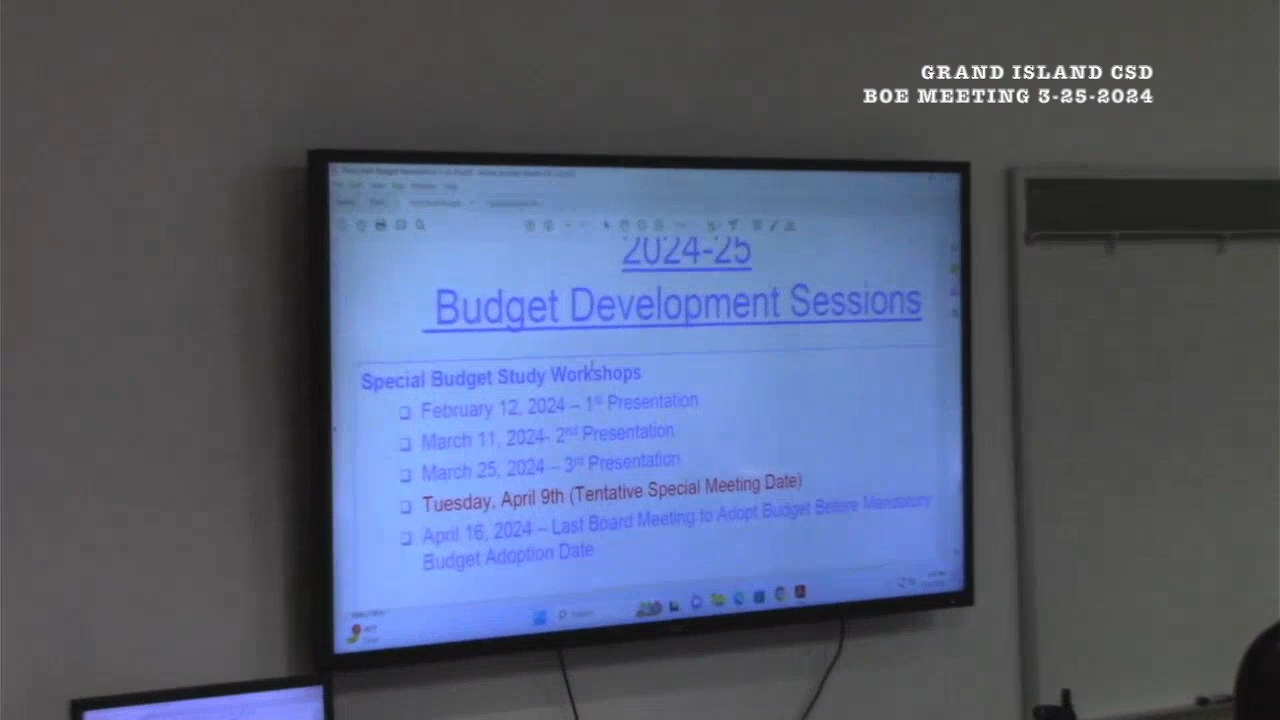 GRAND ISLAND CSD
BOE MEETING 3-25-2024
2024-25
Budget Development Sessions
Special Budget Study Workshops
❑ February 12, 2024 – 1st Presentation
❑ March 11, 2024- 2nd Presentation
❑ March 25, 2024 – 3rd Presentation
❑ Tuesday, April 9th (Tentative Special Meeting Date)
❑ April 16, 2024 – Last Board Meeting to Adopt Budget Before Mandatory
Budget Adoption Date